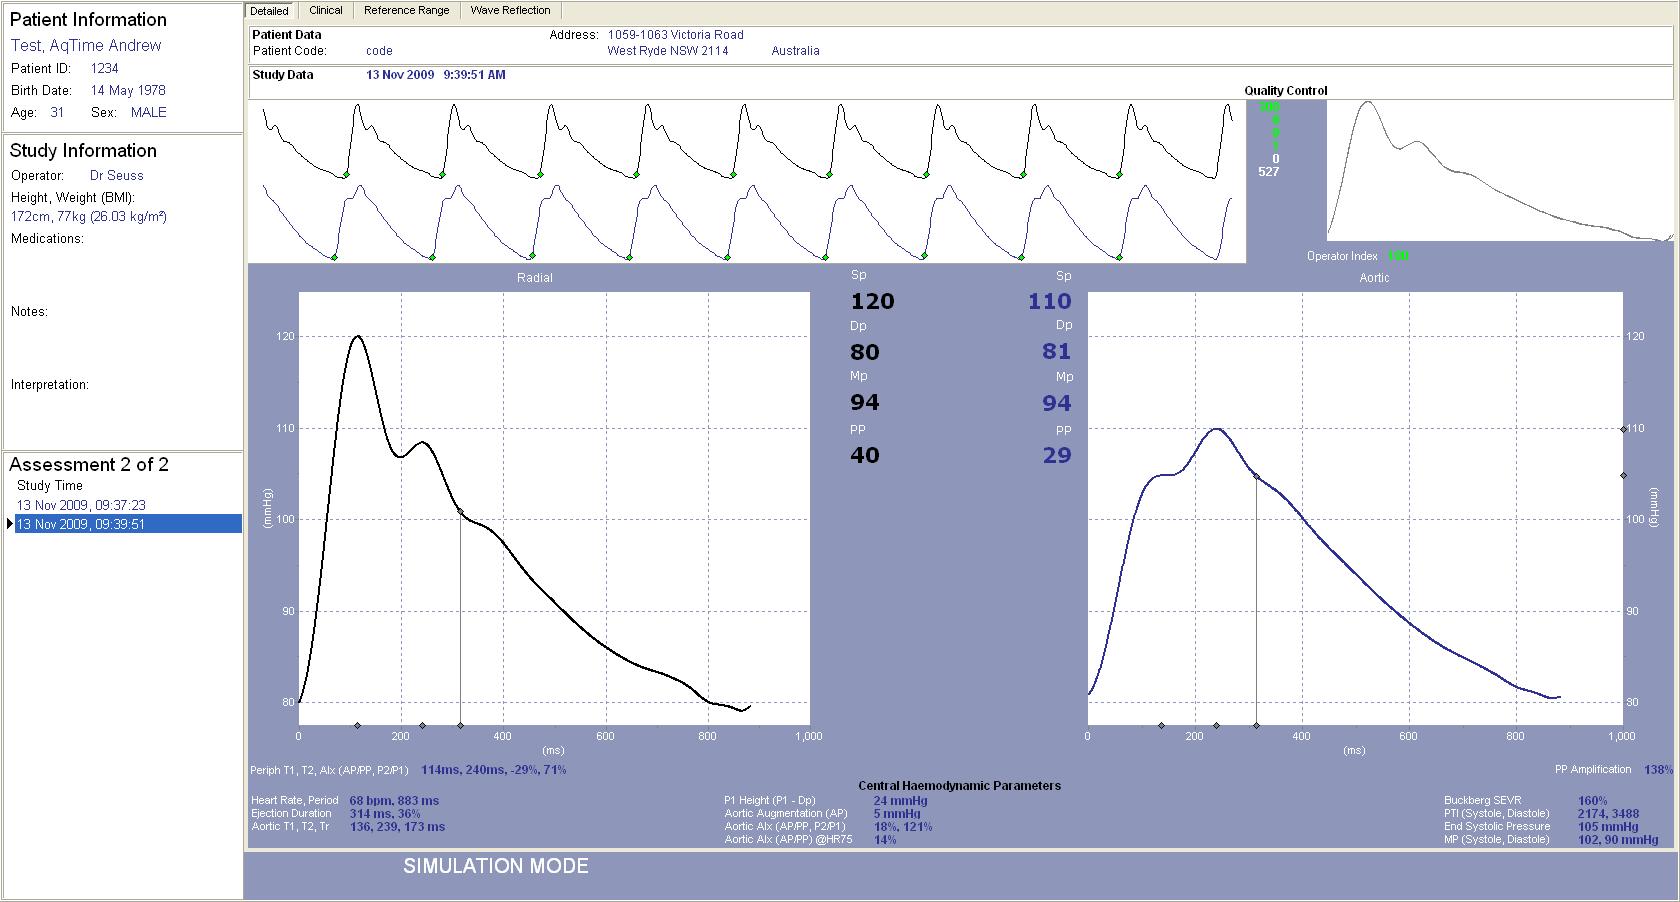 Patient Information
Test, AqTime Andrew
Patient ID: 1234
Birth Date: 14 May 1978
Age: 31 Sex: MALE
Study Information
Operator: Dr Seuss
Height, Weight (BMI):
172cm, 77kg (26.03 kg/m²)
Medications:
Notes:
Interpretation:
Assessment 2 of 2
Study Time
13 Nov 2009, 09:37:23
13 Nov 2009, 09:39:51
Detailed Clinical Reference Range Wave Reflection
Patient Data Address: 1059-1063 Victoria Road
Patient Code: code West Ryde NSW 2114 Australia
Study Data 13 Nov 2009 9:39:51 AM
Quality Control
0
527
Operator Index 100
Radial
Sp Sp
120 110
Dp Dp
80 81
Mp Mp
94 94
PP PP
40 29
Aortic
120
110
100
90
80
(mmHg)
0 200 400 600 800 1,000
(ms)
120
110
100
90
80
(mmHg)
0 200 400 600 800 1,000
(ms)
Periph T1, T2, AIx (AP/PP, P2/P1) 114ms, 240ms, -29%, 71%
PP Amplification 138%
Central Haemodynamic Parameters
Heart Rate, Period 68 bpm, 883 ms
Ejection Duration 314 ms, 36%
Aortic T1, T2, Tr 136, 239, 173 ms
P1 Height (P1 - Dp) 24 mmHg
Aortic Augmentation (AP) 5 mmHg
Aortic AIx (AP/PP, P2/P1) 18%, 121%
Aortic AIx (AP/PP) @HR75 14%
Buckberg SEVR 160%
PTI (Systole, Diastole) 2174, 3488
End Systolic Pressure 105 mmHg
MP (Systole, Diastole) 102, 90 mmHg
SIMULATION MODE